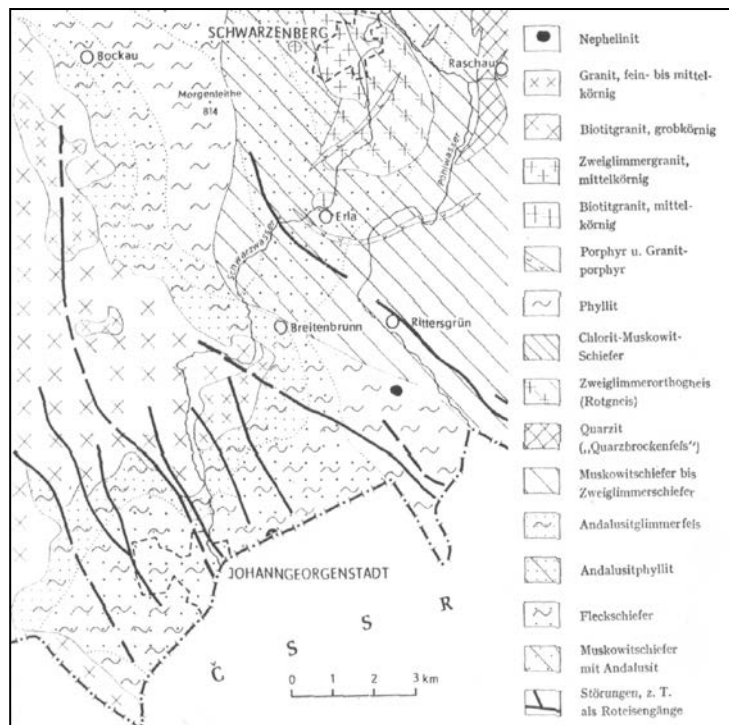 SCHWARZENBERG
Bockau
Raschau
Morgenleithe
814
Pöhlwasser
Erla
Schwarzwasser
Breitenbrunn
Rittersgrün
JOHANNGEORGENSTADT
Č S S R
0 1 2 3 km
Nephelinit
Granit, fein- bis mittel-
körnig
Biotitgranit, grobkörnig
Zweiglimmergranit,
mittelkörnig
Biotitgranit, mittel-
körnig
Porphyr u. Granit-
porphyr
Phyllit
Chlorit-Muskowit-
Schiefer
Zweiglimmerorthogneis
(Rotgneis)
Quarzit
(„Quarzbrockenfels“)
Muskowitschiefer bis
Zweiglimmerschiefer
Andalusitglimmerfels
Andalusitphyllit
Fleckschiefer
Muskowitschiefer
mit Andalusit
Störungen, z. T.
als Roteisengänge